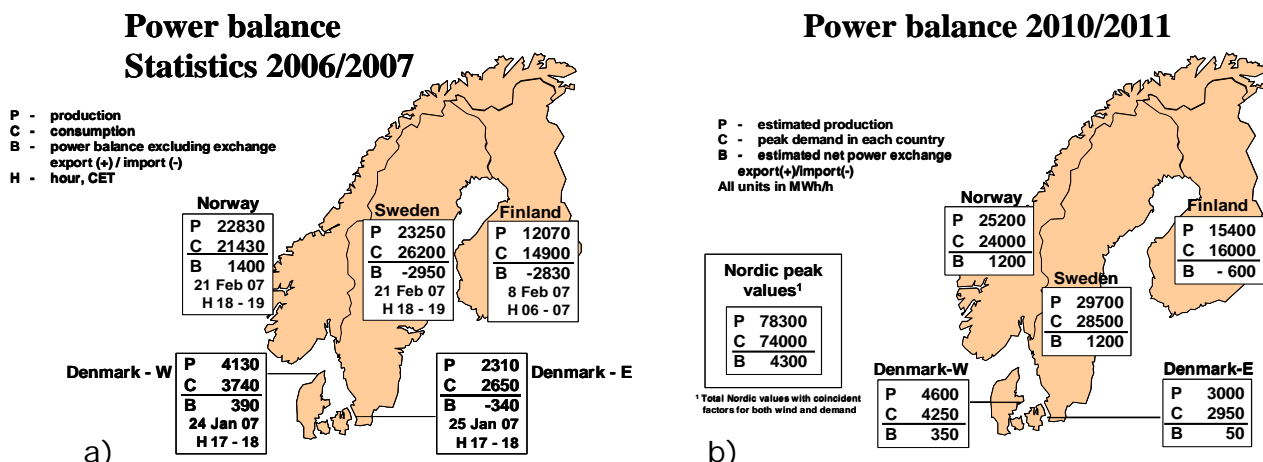 Power balance
Statistics 2006/2007
P - production
C - consumption
B - power balance excluding exchange
export (+) / import (-)
H - hour, CET
Norway
P 22830
C 21430
B 1400
21 Feb 07
H 18 - 19
Sweden
P 23250
C 26200
B -2950
21 Feb 07
H 18 - 19
Finland
P 12070
C 14900
B -2830
8 Feb 07
H 06 - 07
Denmark - W
P 4130
C 3740
B 390
24 Jan 07
H 17 - 18
P 2310
C 2650
B -340
25 Jan 07
H 17 - 18
Denmark - E
a)
Power balance 2010/2011
P - estimated production
C - peak demand in each country
B - estimated net power exchange
export(+)/import(-)
All units in MWh/h
Norway
P 25200
C 24000
B 1200
Finland
P 15400
C 16000
B - 600
Nordic peak
values¹
P 78300
C 74000
B 4300
¹ Total Nordic values with coincident
factors for both wind and demand
Sweden
P 29700
C 28500
B 1200
Denmark-W
P 4600
C 4250
B 350
Denmark-E
P 3000
C 2950
B 50
b)